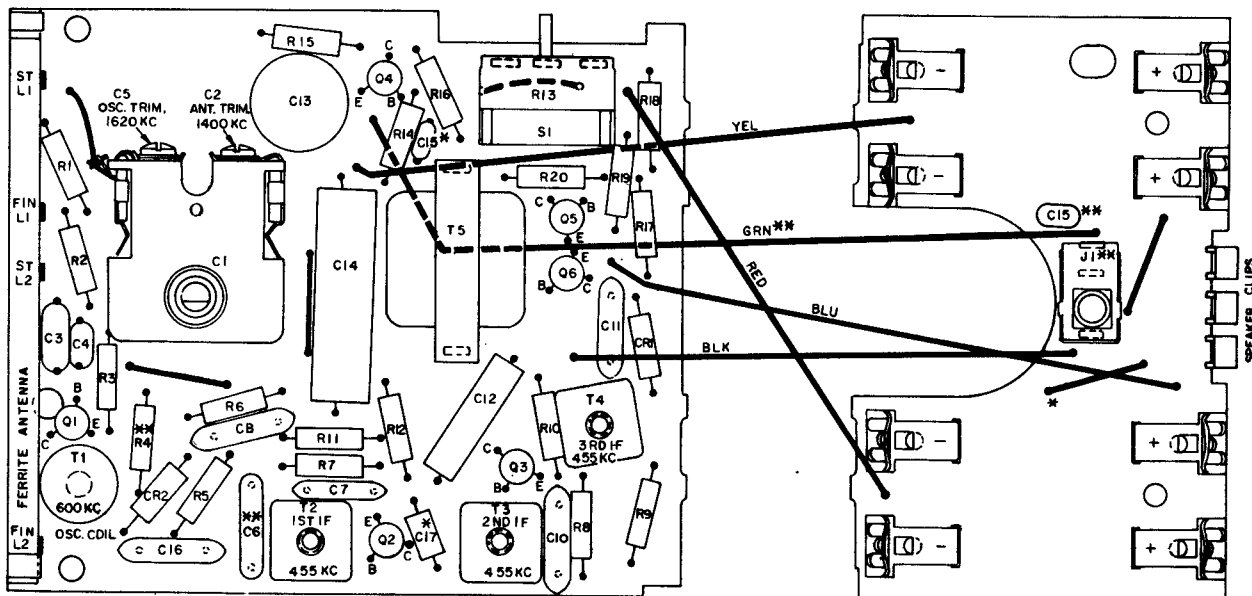 R15
C
Q4
E
B
C13
R16
R14
C15*
R13
S1
R18
YEL
ST
L1
C5
OSC. TRIM,
1620 KC
C2
ANT. TRIM,
1400 KC
R1
FIN
L1
R2
ST
L2
C1
C14
T5
R20
R19
R17
C
Q5
B
E
E
Q6
B
C
GRN**
RED
BLU
BLK
C11
CR1
C3
C4
R3
B
Q1
C
E
FERRITE ANTENNA
T1
600 KC
OSC. COIL
FIN
L2
**
R4
R6
C8
R11
R7
C7
R12
C12
R10
T4
3RD IF
455 KC
C
Q3
B
E
CR2
R5
C16
**
C6
T2
1ST IF
455 KC
E
Q2
B
C
*
C17
T3
2ND IF
455 KC
C10
R8
R9
-
+
-
+
C15**
J1**
SPEAKER CLIPS
*
-
+
-
+